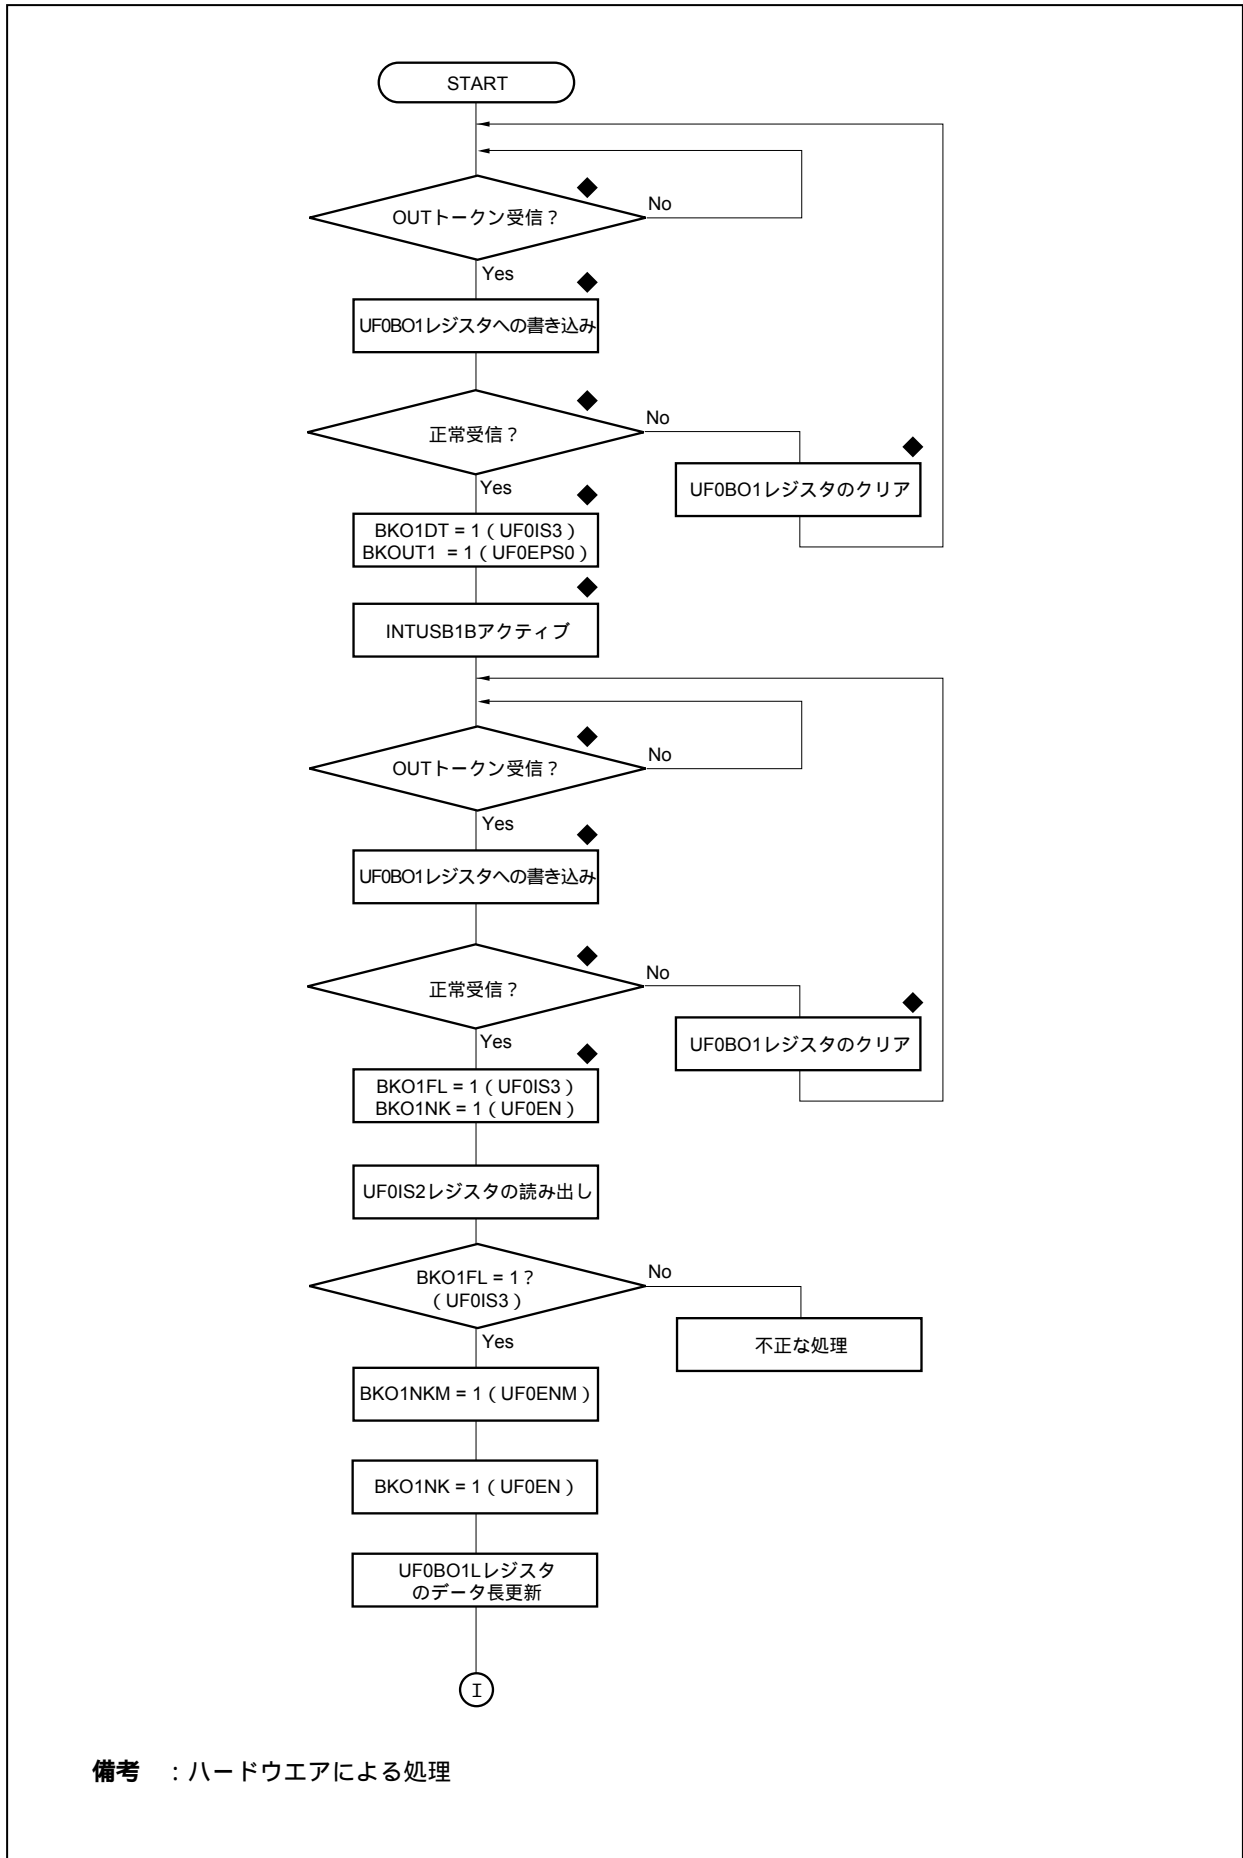 START
OUTトークン受信？
No
Yes
UF0BO1レジスタへの書き込み
正常受信？
No
Yes
UF0BO1レジスタのクリア
BKO1DT = 1（UF0IS3）
BKOUT1 = 1（UF0EPS0）
INTUSB1Bアクティブ
OUTトークン受信？
No
Yes
UF0BO1レジスタへの書き込み
正常受信？
No
Yes
UF0BO1レジスタのクリア
BKO1FL = 1（UF0IS3）
BKO1NK = 1（UF0EN）
UF0IS2レジスタの読み出し
BKO1FL = 1？
（UF0IS3）
No
Yes
不正な処理
BKO1NKM = 1（UF0ENM）
BKO1NK = 1（UF0EN）
UF0BO1Lレジスタ
のデータ長更新
I
備考 ：ハードウエアによる処理